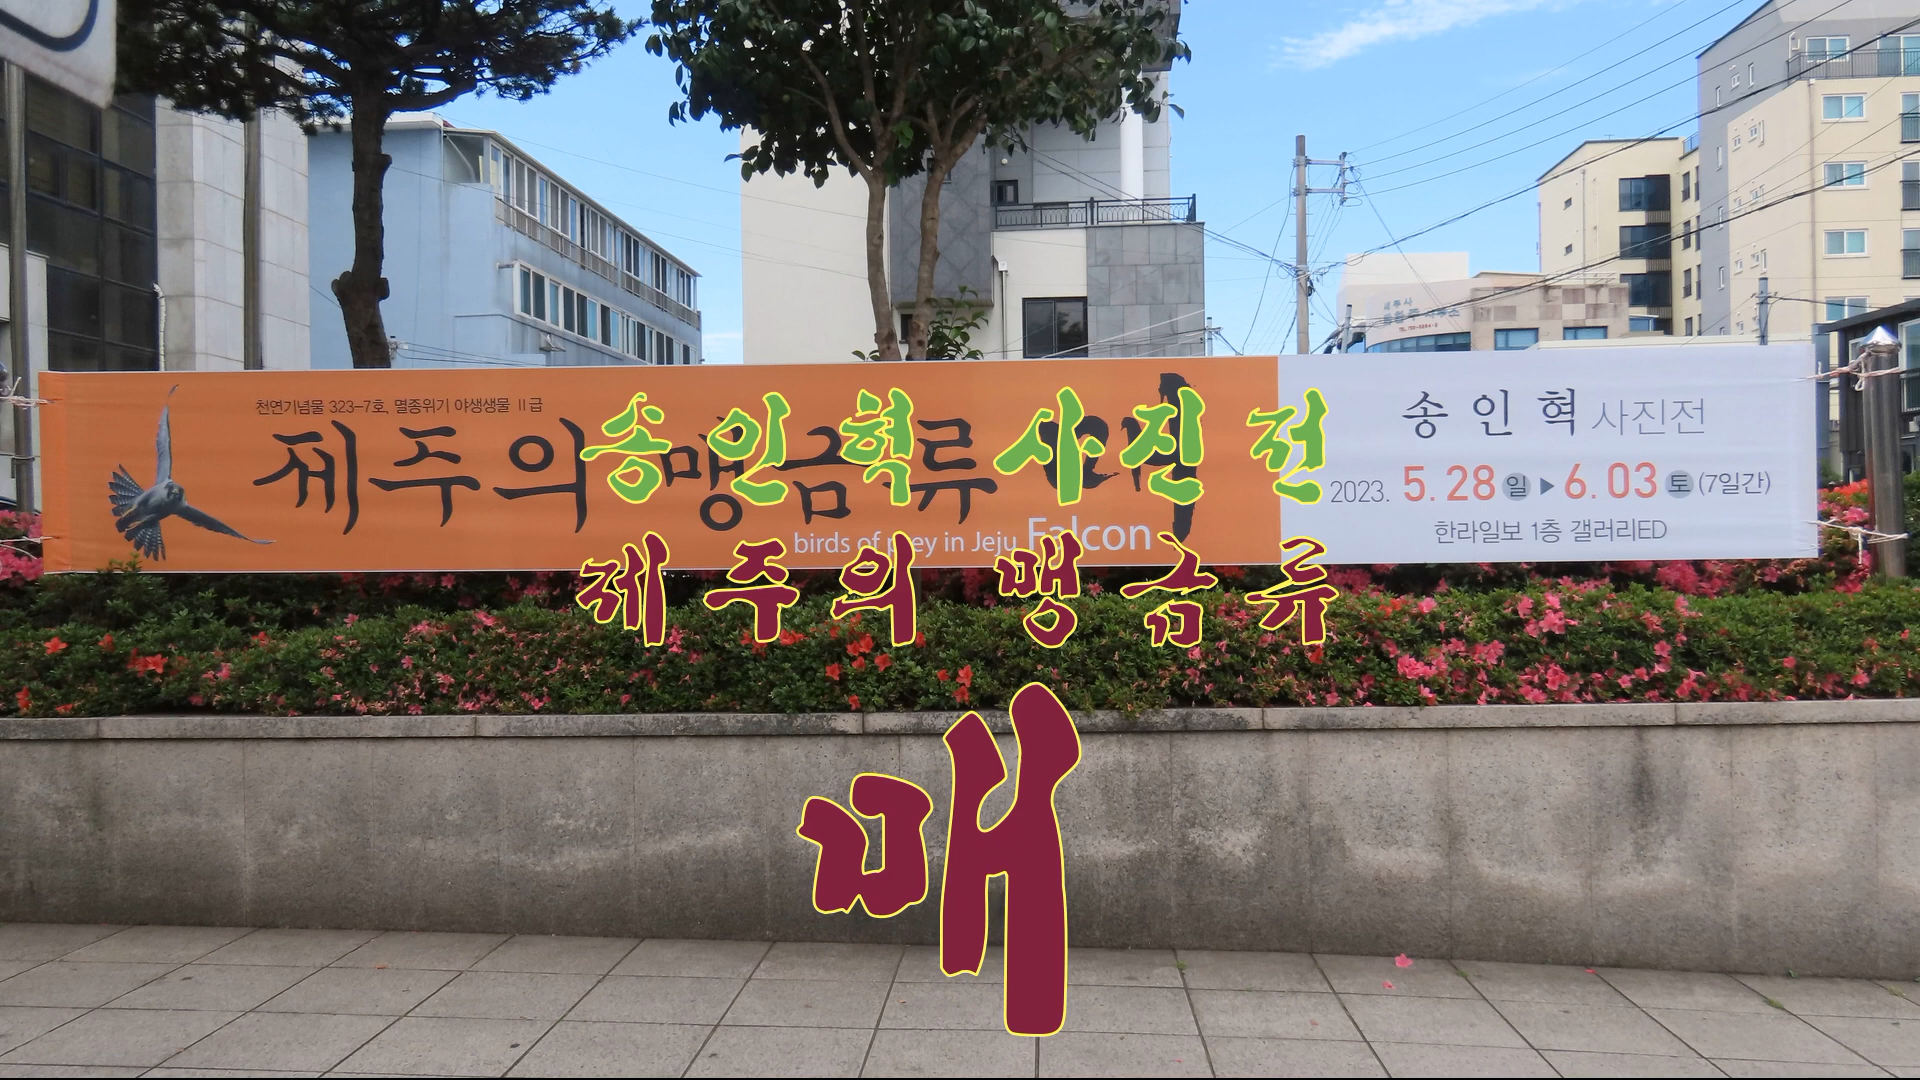 천연기념물 323-7호, 멸종위기 야생생물 Ⅱ급
제주의 맹금류 매
birds of prey in Jeju Falcon
송인혁 사진전
2023. 5. 28 일 ▶ 6. 03 토 (7일간)
한라일보 1층 갤러리ED
송인혁 사진전
제주의 맹금류
매